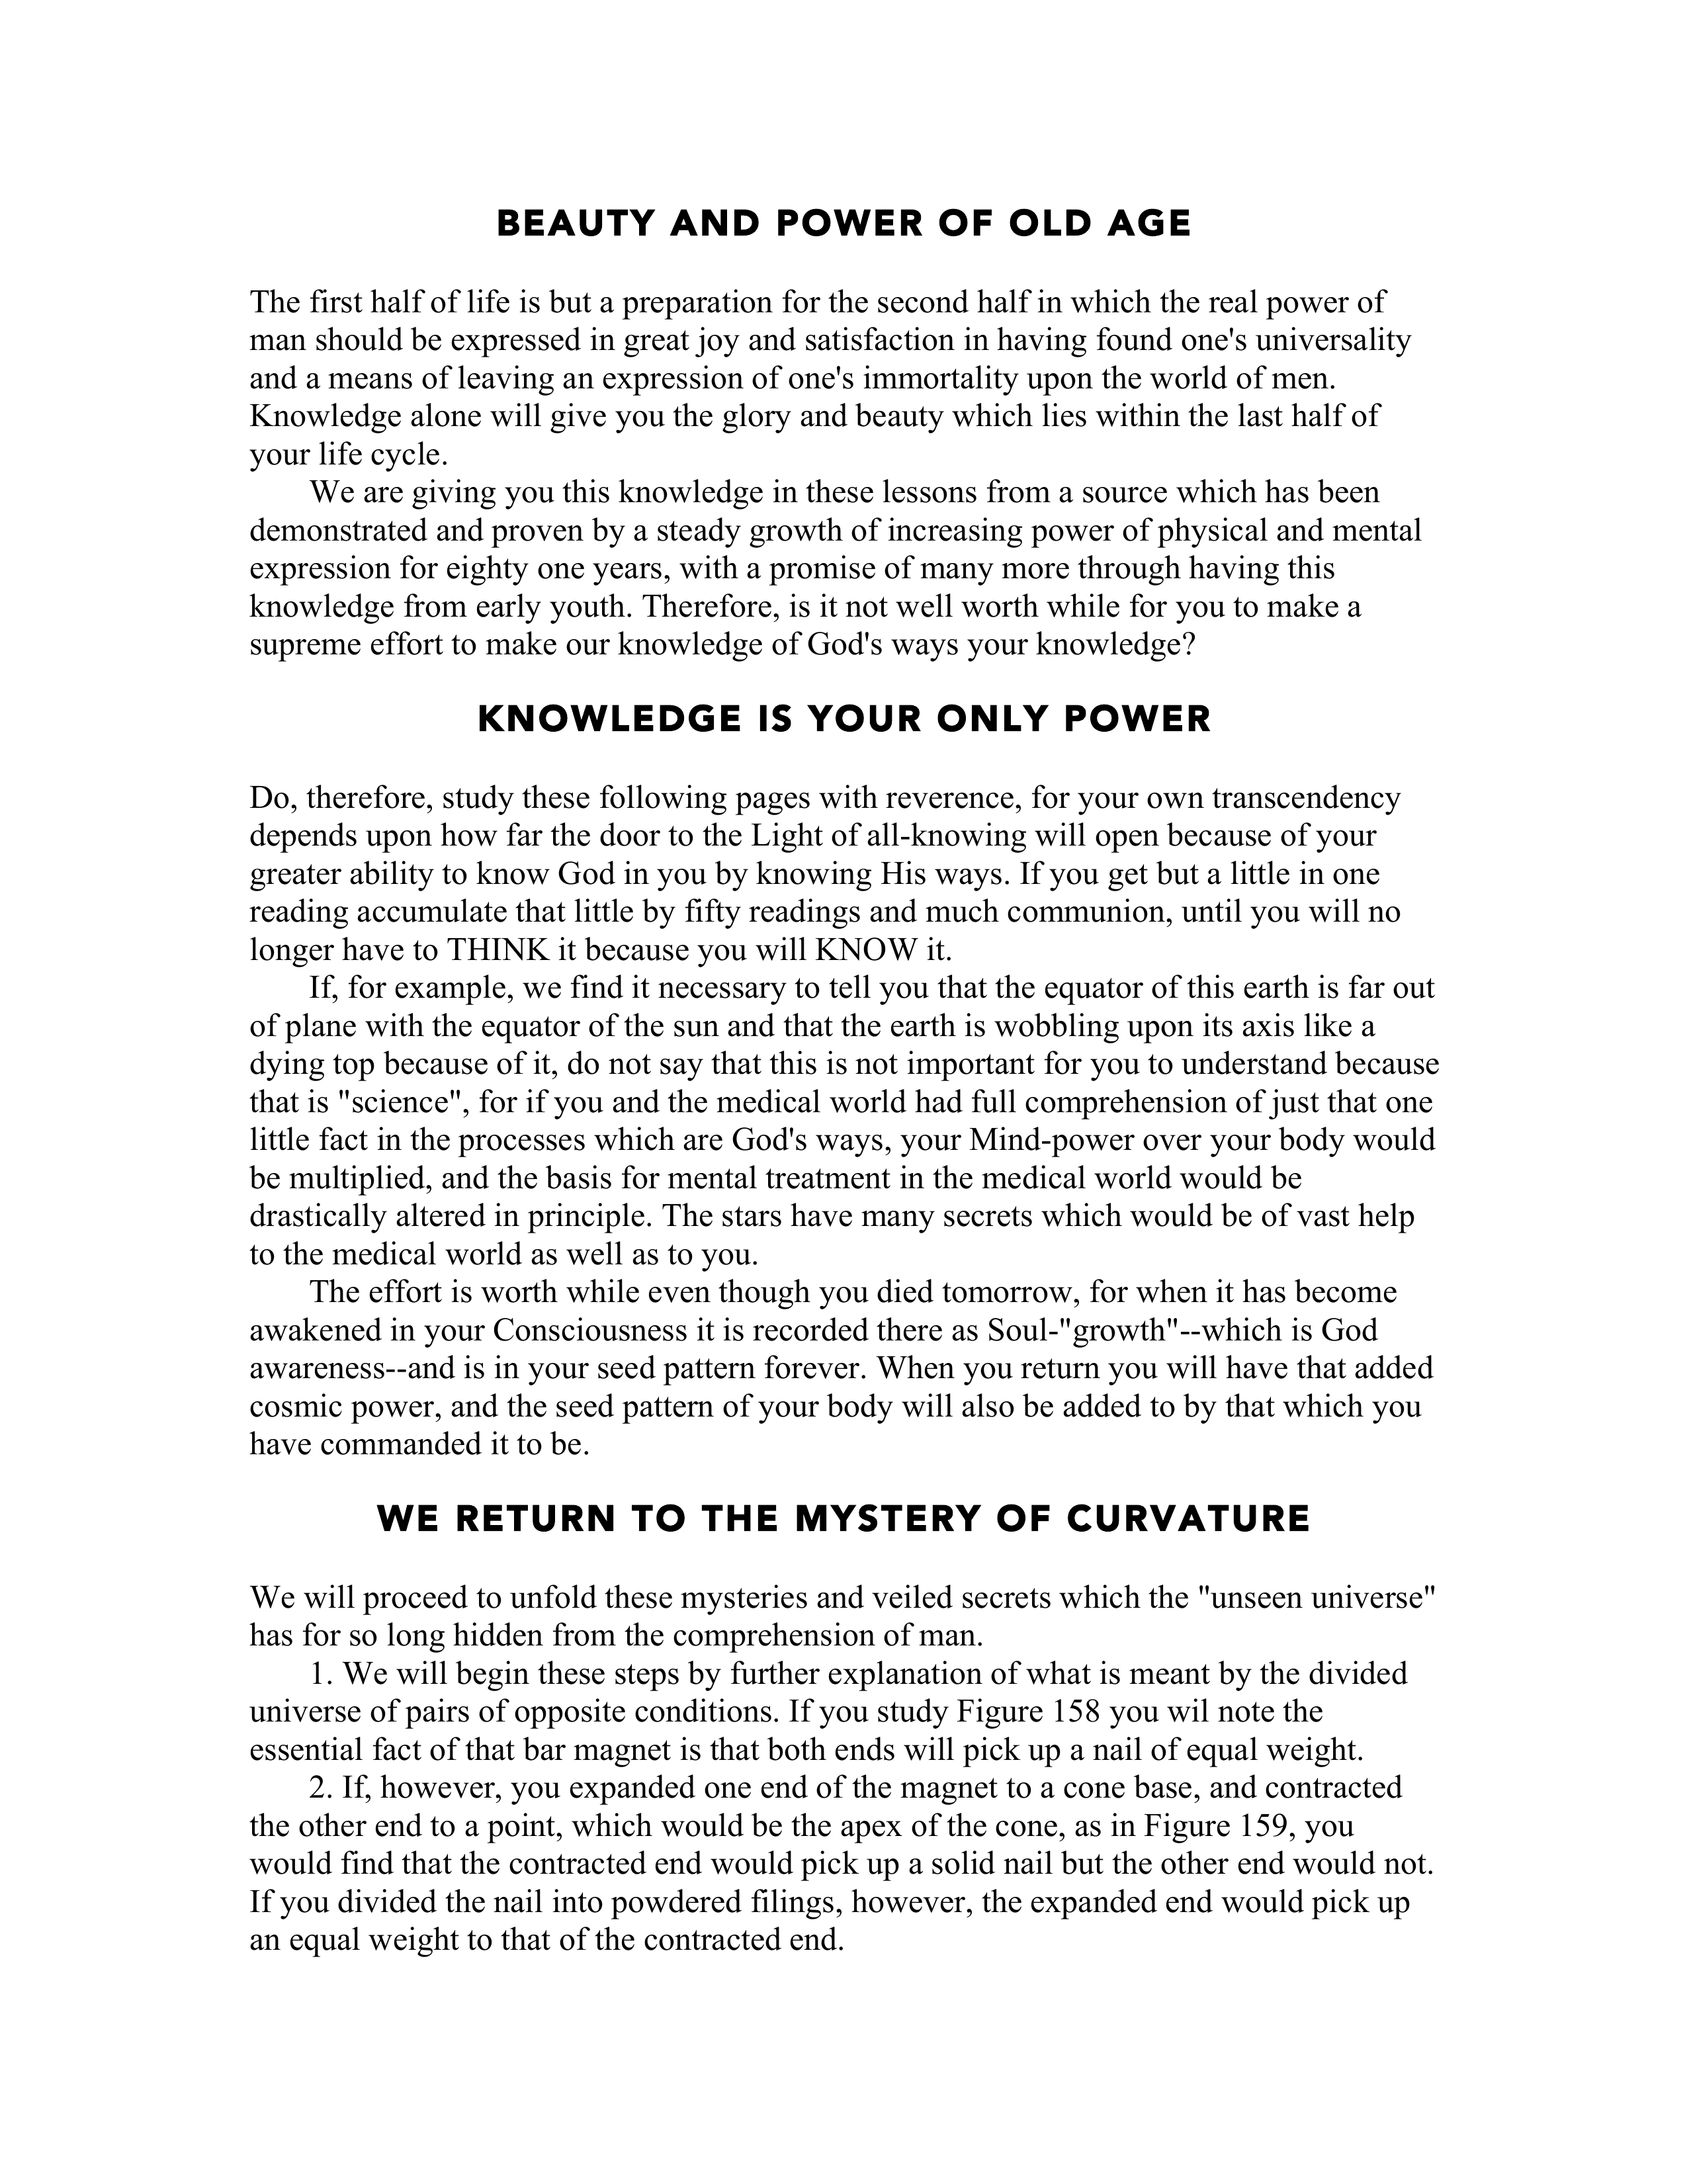 BEAUTY AND POWER OF OLD AGE
The first half of life is but a preparation for the second half in which the real power of
man should be expressed in great joy and satisfaction in having found one's universality
and a means of leaving an expression of one's immortality upon the world of men.
Knowledge alone will give you the glory and beauty which lies within the last half of
your life cycle.
We are giving you this knowledge in these lessons from a source which has been
demonstrated and proven by a steady growth of increasing power of physical and mental
expression for eighty one years, with a promise of many more through having this
knowledge from early youth. Therefore, is it not well worth while for you to make a
supreme effort to make our knowledge of God's ways your knowledge?
KNOWLEDGE IS YOUR ONLY POWER
Do, therefore, study these following pages with reverence, for your own transcendency
depends upon how far the door to the Light of all-knowing will open because of your
greater ability to know God in you by knowing His ways. If you get but a little in one
reading accumulate that little by fifty readings and much communion, until you will no
longer have to THINK it because you will KNOW it.
If, for example, we find it necessary to tell you that the equator of this earth is far out
of plane with the equator of the sun and that the earth is wobbling upon its axis like a
dying top because of it, do not say that this is not important for you to understand because
that is "science", for if you and the medical world had full comprehension of just that one
little fact in the processes which are God's ways, your Mind-power over your body would
be multiplied, and the basis for mental treatment in the medical world would be
drastically altered in principle. The stars have many secrets which would be of vast help
to the medical world as well as to you.
The effort is worth while even though you died tomorrow, for when it has become
awakened in your Consciousness it is recorded there as Soul-"growth"--which is God
awareness--and is in your seed pattern forever. When you return you will have that added
cosmic power, and the seed pattern of your body will also be added to by that which you
have commanded it to be.
WE RETURN TO THE MYSTERY OF CURVATURE
We will proceed to unfold these mysteries and veiled secrets which the "unseen universe"
has for so long hidden from the comprehension of man.
1. We will begin these steps by further explanation of what is meant by the divided
universe of pairs of opposite conditions. If you study Figure 158 you wil note the
essential fact of that bar magnet is that both ends will pick up a nail of equal weight.
2. If, however, you expanded one end of the magnet to a cone base, and contracted
the other end to a point, which would be the apex of the cone, as in Figure 159, you
would find that the contracted end would pick up a solid nail but the other end would not.
If you divided the nail into powdered filings, however, the expanded end would pick up
an equal weight to that of the contracted end.